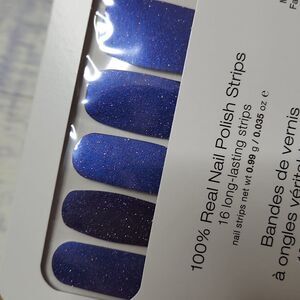 100% Real Nail Polish Strips
16 long-lasting strips
nail strips net wt 0.99 g / 0.035 oz e
Bandes de vernis
à ongles